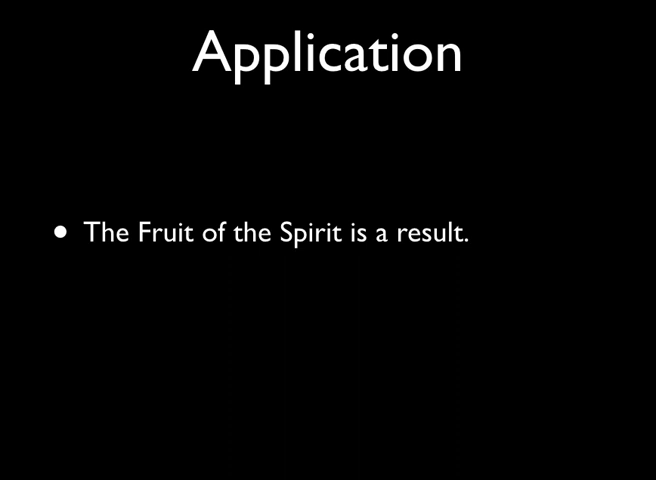 Application
• The Fruit of the Spirit is a result.